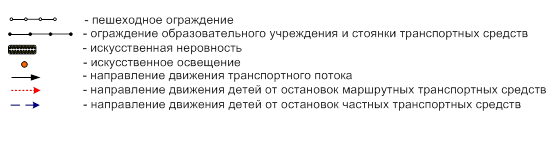 - пешеходное ограждение
- ограждение образовательного учреждения и стоянки транспортных средств
- искусственная неровность
- искусственное освещение
- направление движения транспортного потока
- направление движения детей от остановок маршрутных транспортных средств
- направление движения детей от остановок частных транспортных средств